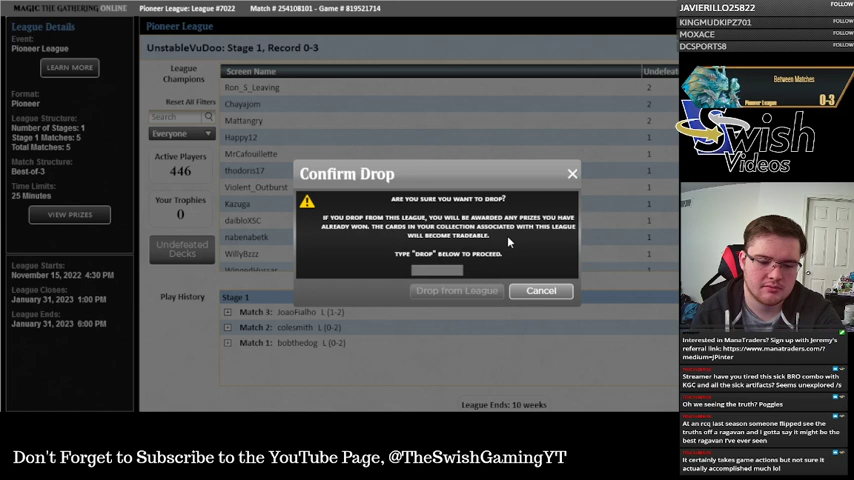 MAGIC THE GATHERING ONLINE
Pioneer League: League #7022
Match # 254108101 - Game # 819521714
League Details
Event:
Pioneer League
LEARN MORE
Format:
Pioneer
League Structure:
Number of Stages: 1
Stage 1 Matches: 5
Total Matches: 5
Match Structure:
Best-of-3
Time Limits:
25 Minutes
VIEW PRIZES
League Starts:
November 15, 2022 4:30 PM
League Closes:
January 31, 2023 1:00 PM
League Ends:
January 31, 2023 6:00 PM
Pioneer League
UnstableVuDoo: Stage 1, Record 0-3
League
Champions
Reset All Filters
Search
Everyone
Active Players
446
Your Trophies
0
Undefeated
Decks
Screen Name
Undefeat
Ron_S_Leaving 2
Chayajom 2
Mattangry 2
Happy12 1
MrCafouillette 1
thodoris17 1
Violent_Outburst 1
Kazuga 1
daibloXSC 1
nabenabetk 1
WillyBzzz 1
Play History
Stage 1
Match 3: JoaoFialho L (1-2)
Match 2: colesmith L (0-2)
Match 1: bobthedog L (0-2)
League Ends: 10 weeks
Confirm Drop
ARE YOU SURE YOU WANT TO DROP?
IF YOU DROP FROM THIS LEAGUE, YOU WILL BE AWARDED ANY PRIZES YOU HAVE
ALREADY WON. THE CARDS IN YOUR COLLECTION ASSOCIATED WITH THIS LEAGUE
WILL BECOME TRADEABLE.
TYPE "DROP" BELOW TO PROCEED.
Drop from League
Cancel
JAVIERILLO25822 FOLLOW
KINGMUDKIPZ701 FOLLOW
MOXACE FOLLOW
DCSPORTS8 FOLLOW
Between Matches
Pioneer League
0-3
Swish
Videos
Interested in ManaTraders? Sign up with Jeremy's
referral link: https://www.manatraders.com/?
medium=JPinter
Streamer have you tired this sick BRO combo with
KGC and all the sick artifacts? Seems unexplored /s
Oh we seeing the truth? Poggles
At an rcq last season someone flipped see the
truths off a ragavan and I gotta say it might be the
best ragavan I've ever seen
It certainly takes game actions but not sure it
actually accomplished much lol
Don't Forget to Subscribe to the YouTube Page, @TheSwishGamingYT